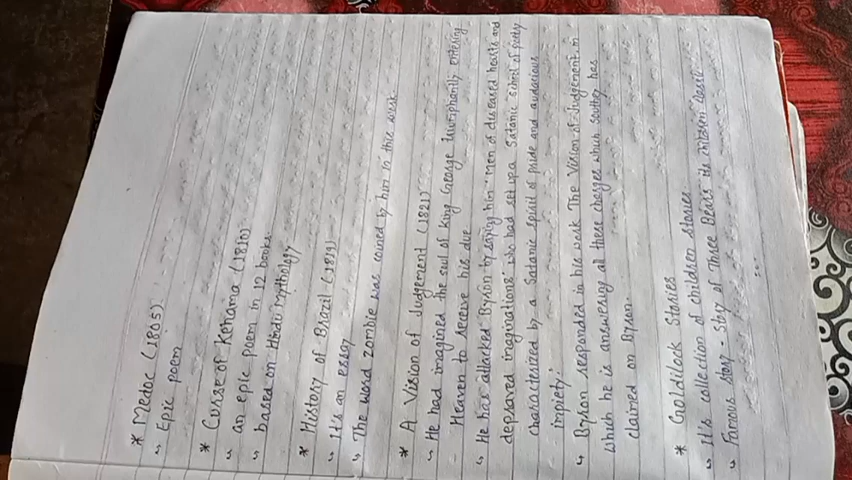 * Medoc (1805)
↳ Epic poem
* Curse of Kehama (1810)
↳ an epic poem in 12 books.
↳ based on Hindu Mythology
* History of Brazil (1819)
↳ It's an essay
↳ The word zombie was coined by him in this work
* A Vision of Judgement (1821)
↳ He had imagined the soul of King George triumphantly entering
Heaven to receive his due
↳ He has attacked Byron by saying him "Men of diseased hearts and
depraved imaginations" who had set up a Satanic school of poetry
characterized by a Satanic spirit of pride and audacious
impiety.
↳ Byron responded in his work The Vision of Judgement in
which he is answering all these charges which Southey has
claimed on Byron.
* Goldilock Stories
↳ It's collection of children stories
↳ Famous story - Story of Three Bears its children classic